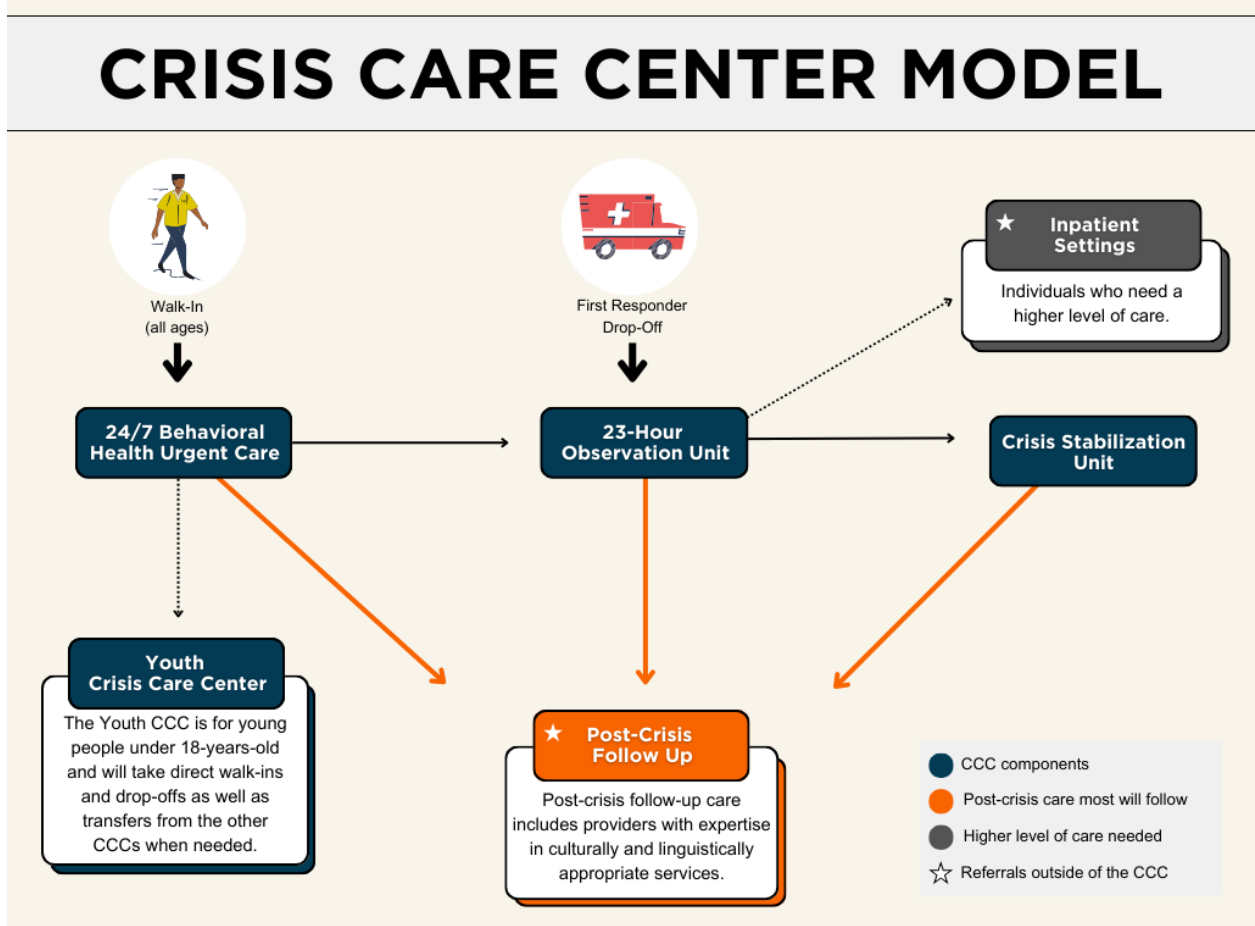 CRISIS CARE CENTER MODEL
Walk-In
(all ages)
First Responder
Drop-Off
Inpatient
Settings
Individuals who need a
higher level of care.
24/7 Behavioral
Health Urgent Care
23-Hour
Observation Unit
Crisis Stabilization
Unit
Youth
Crisis Care Center
The Youth CCC is for young
people under 18-years-old
and will take direct walk-ins
and drop-offs as well as
transfers from the other
CCCs when needed.
Post-Crisis
Follow Up
Post-crisis follow-up care
includes providers with expertise
in culturally and linguistically
appropriate services.
CCC components
Post-crisis care most will follow
Higher level of care needed
Referrals outside of the CCC